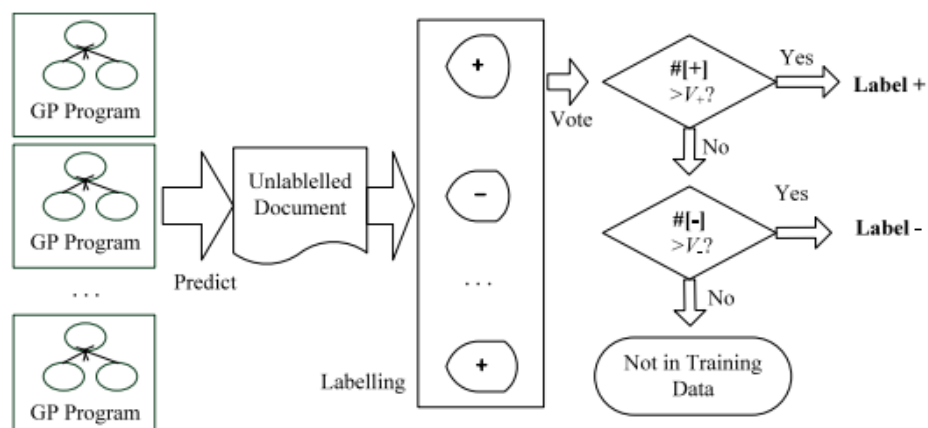 GP Program
GP Program
. . .
GP Program
Predict
Unlablelled
Document
Labelling
+
-
. . .
+
Vote
#[+]
>V+?
Yes
Label +
No
#[-]
>V-?
Yes
Label -
No
Not in Training
Data